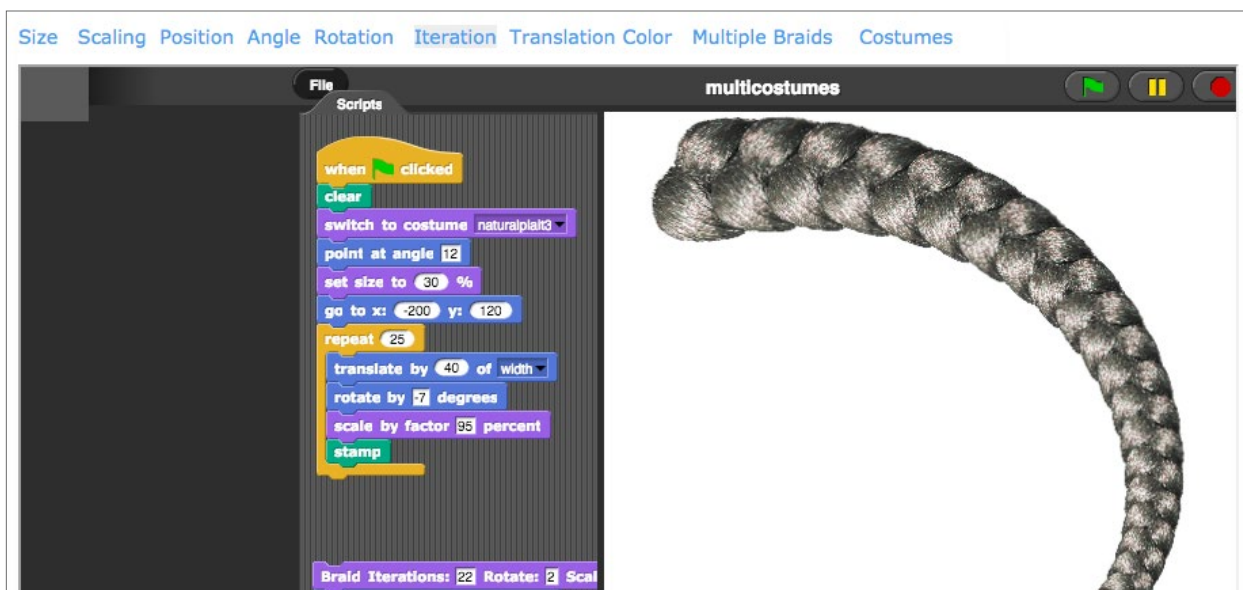 Size Scaling Position Angle Rotation Iteration Translation Color Multiple Braids Costumes
File
multicostumes
Scripts
when clicked
clear
switch to costume naturalplait3
point at angle 12
set size to 30 %
go to x: -200 y: 120
repeat 25
translate by 40 of width
rotate by -7 degrees
scale by factor 95 percent
stamp
Braid Iterations: 22 Rotate: 2 Scal